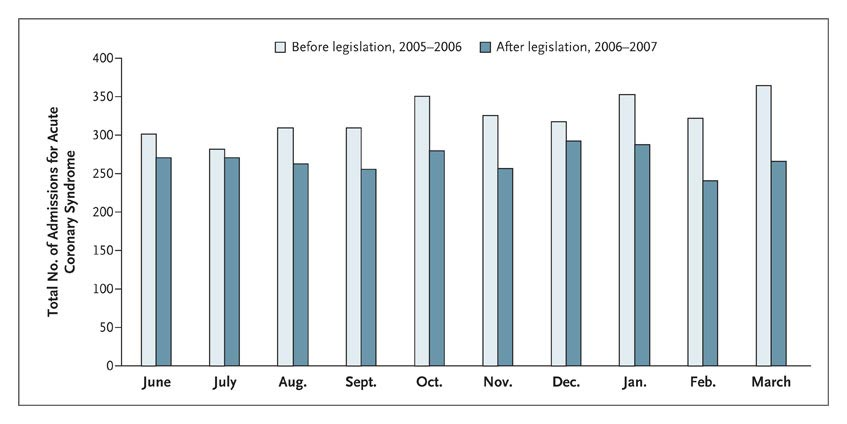 Before legislation, 2005–2006
After legislation, 2006–2007
Total No. of Admissions for Acute
Coronary Syndrome
400
350
300
250
200
150
100
50
0
June July Aug. Sept. Oct. Nov. Dec. Jan. Feb. March